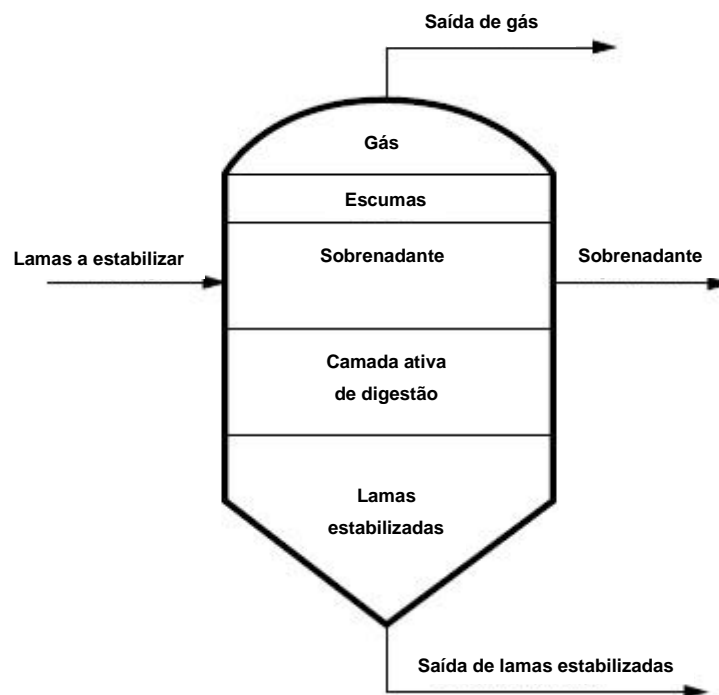 Saída de gás
Gás
Escumas
Lamas a estabilizar
Sobrenadante
Sobrenadante
Camada ativa
de digestão
Lamas
estabilizadas
Saída de lamas estabilizadas